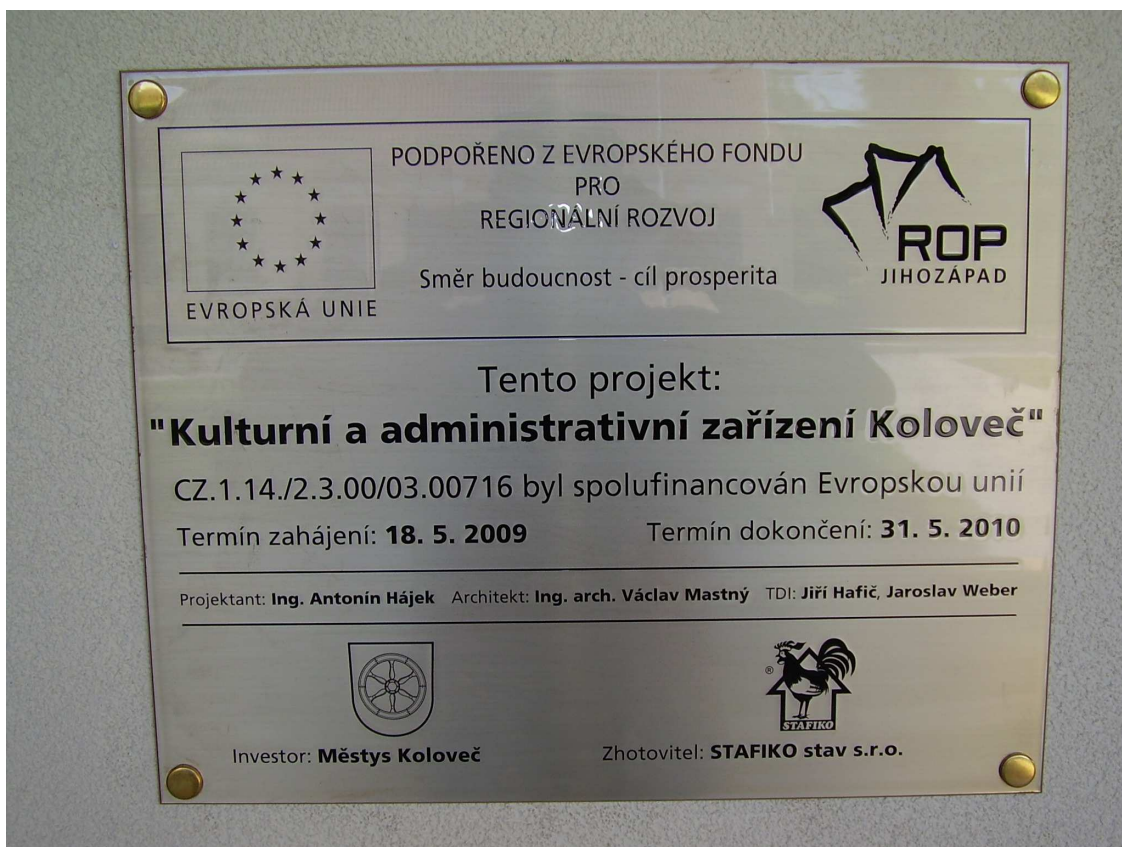 PODPOŘENO Z EVROPSKÉHO FONDU
PRO
REGIONÁLNÍ ROZVOJ
Směr budoucnost - cíl prosperita
EVROPSKÁ UNIE
ROP
JIHOZÁPAD
Tento projekt:
"Kulturní a administrativní zařízení Koloveč"
CZ.1.14./2.3.00/03.00716 byl spolufinancován Evropskou unií
Termín zahájení: 18. 5. 2009 Termín dokončení: 31. 5. 2010
Projektant: Ing. Antonín Hájek Architekt: Ing. arch. Václav Mastný TDI: Jiří Hafič, Jaroslav Weber
®
STAFIKO
Investor: Městys Koloveč Zhotovitel: STAFIKO stav s.r.o.